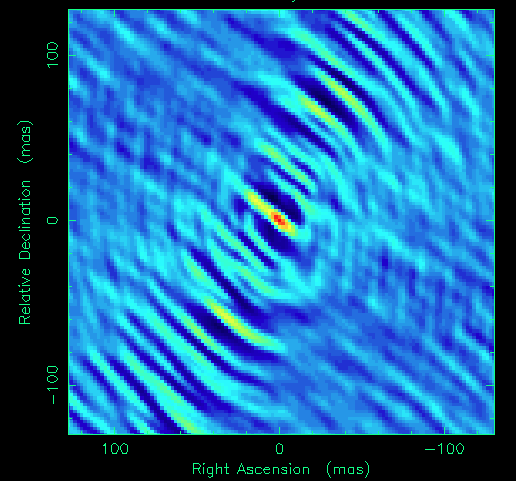 100
0
-100
Relative Declination (mas)
100 0 -100
Right Ascension (mas)